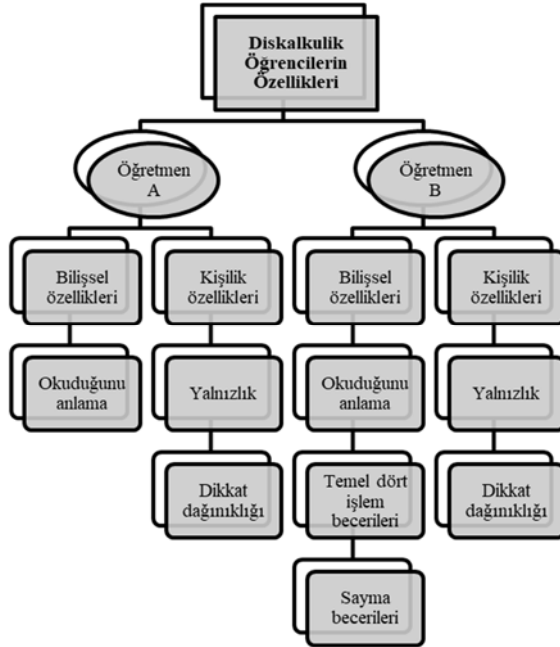 Diskalkulik
Öğrencilerin
Özellikleri
Öğretmen
A
Öğretmen
B
Bilişsel
özellikleri
Kişilik
özellikleri
Bilişsel
özellikleri
Kişilik
özellikleri
Okuduğunu
anlama
Yalnızlık
Okuduğunu
anlama
Yalnızlık
Dikkat
dağınıklığı
Temel dört
işlem
becerileri
Dikkat
dağınıklığı
Sayma
becerileri